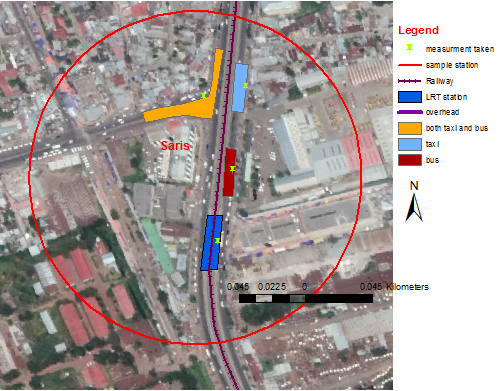 Legend
measurment taken
sample station
Railway
LRT station
overhead
both taxi and bus
taxi
bus
Saris
N
0.045 0.0225 0 0.045 Kilometers